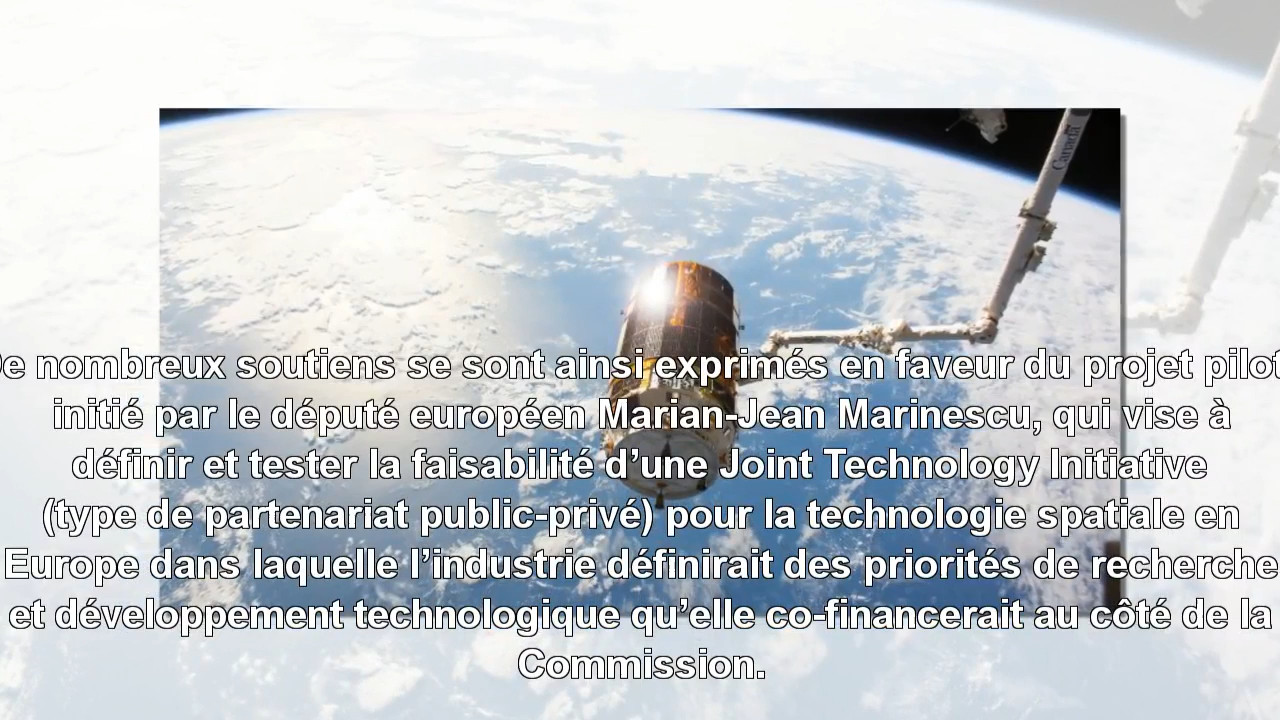 Canada
nombreux soutiens se sont ainsi exprimés en faveur du projet
initié par le député européen Marian-Jean Marinescu, qui vise à
définir et tester la faisabilité d’une Joint Technology Initiative
(type de partenariat public-privé) pour la technologie spatiale en
Europe dans laquelle l’industrie définirait des priorités de recherche
et développement technologique qu’elle co-financerait au côté de la
Commission.